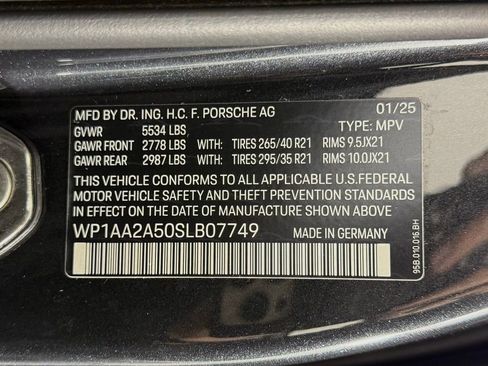 MFD BY DR. ING. H.C. F. PORSCHE AG 01/25
GVWR 5534 LBS TYPE: MPV
GAWR FRONT 2778 LBS WITH: TIRES 265/40 R21 RIMS 9.5JX21
GAWR REAR 2987 LBS WITH: TIRES 295/35 R21 RIMS 10.0JX21
THIS VEHICLE CONFORMS TO ALL APPLICABLE U.S.FEDERAL
MOTOR VEHICLE SAFETY AND THEFT PREVENTION STANDARDS
IN EFFECT ON THE DATE OF MANUFACTURE SHOWN ABOVE.
WP1AA2A50SLB07749 MADE IN GERMANY
95B.010.016.BH